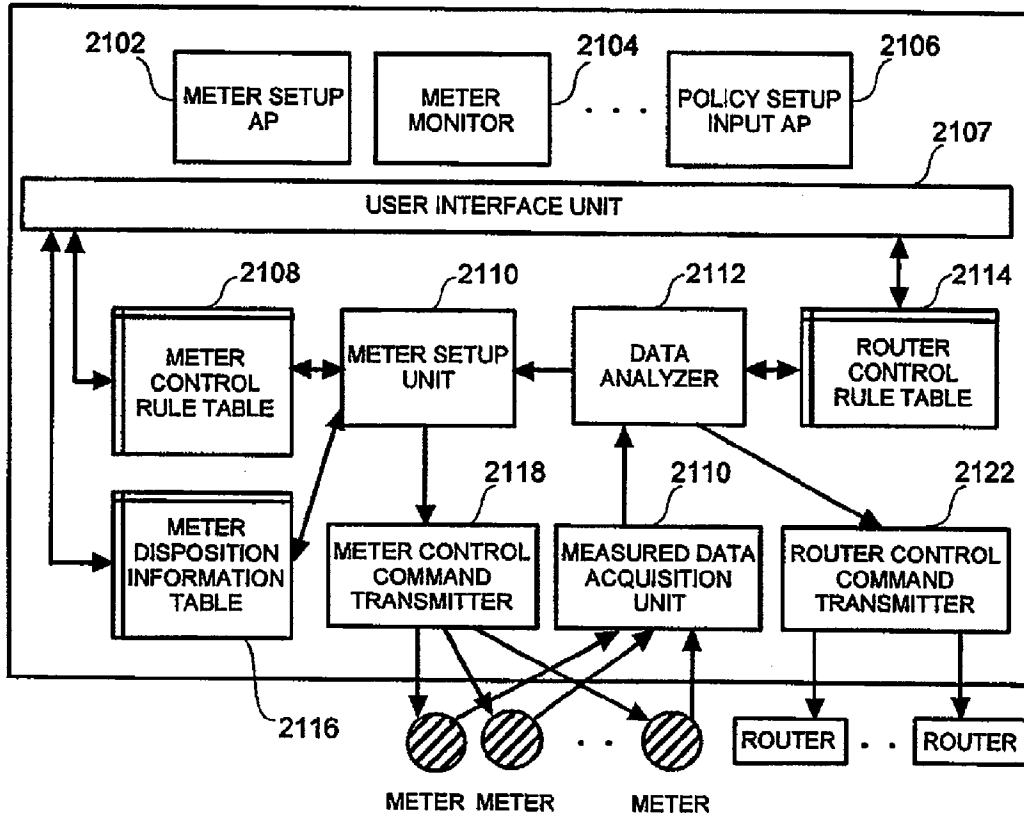 2102
2104
2106
METER SETUP
AP
METER
MONITOR
. . .
POLICY SETUP
INPUT AP
2107
USER INTERFACE UNIT
2108
2110
2112
2114
METER
CONTROL
RULE TABLE
METER SETUP
UNIT
DATA
ANALYZER
ROUTER
CONTROL
RULE TABLE
2118
2110
2122
METER
DISPOSITION
INFORMATION
TABLE
METER CONTROL
COMMAND
TRANSMITTER
MEASURED DATA
ACQUISITION
UNIT
ROUTER CONTROL
COMMAND
TRANSMITTER
2116
. .
ROUTER
. .
ROUTER
METER
METER
METER